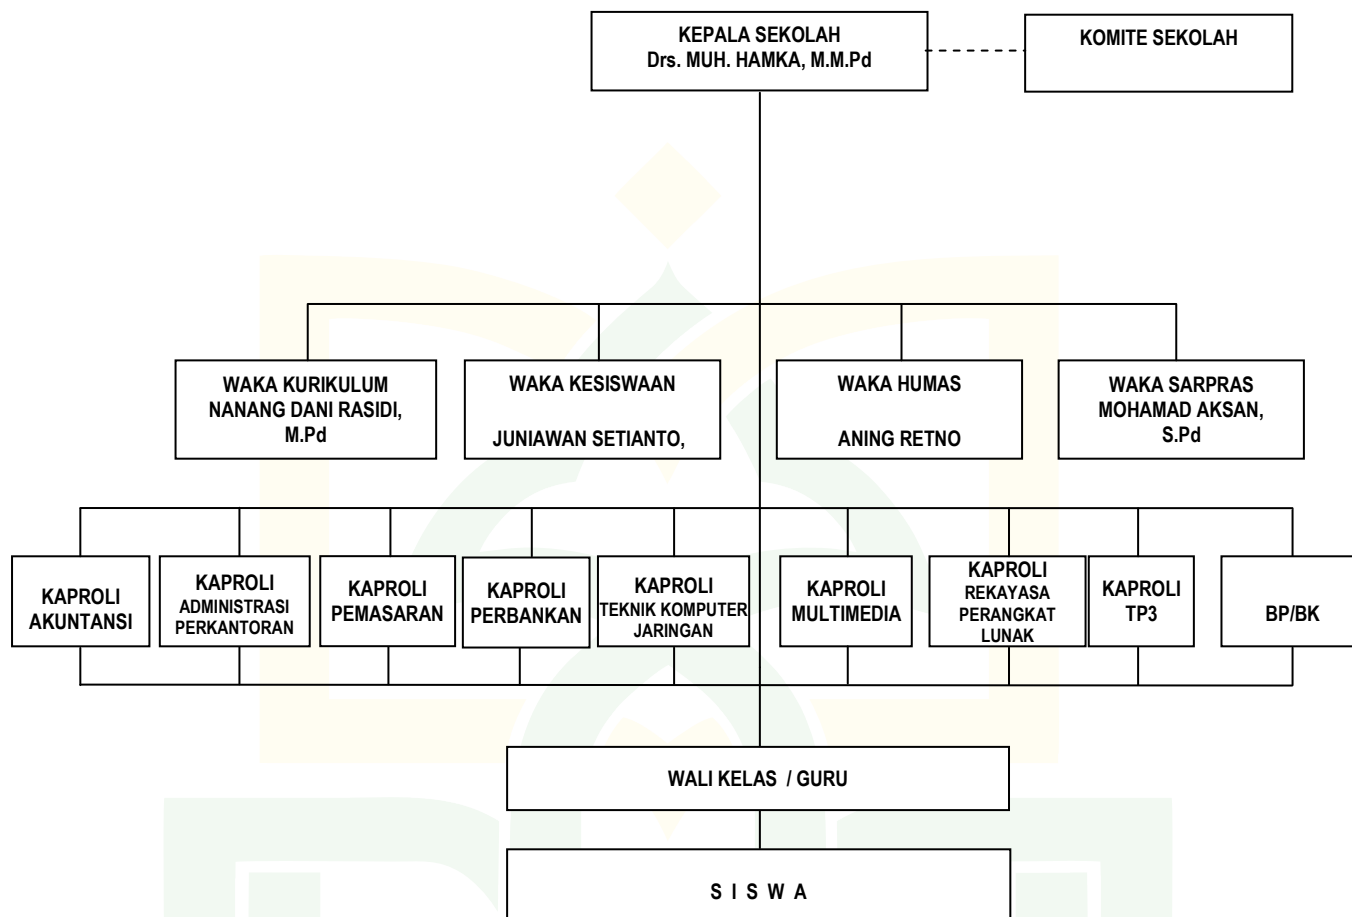 KEPALA SEKOLAH
Drs. MUH. HAMKA, M.M.Pd
KOMITE SEKOLAH
WAKA KURIKULUM
NANANG DANI RASIDI,
M.Pd
WAKA KESISWAAN
JUNIAWAN SETIANTO,
WAKA HUMAS
ANING RETNO
WAKA SARPRAS
MOHAMAD AKSAN,
S.Pd
KAPROLI
AKUNTANSI
KAPROLI
ADMINISTRASI
PERKANTORAN
KAPROLI
PEMASARAN
KAPROLI
PERBANKAN
KAPROLI
TEKNIK KOMPUTER
JARINGAN
KAPROLI
MULTIMEDIA
KAPROLI
REKAYASA
PERANGKAT
LUNAK
KAPROLI
TP3
BP/BK
WALI KELAS / GURU
S I S W A